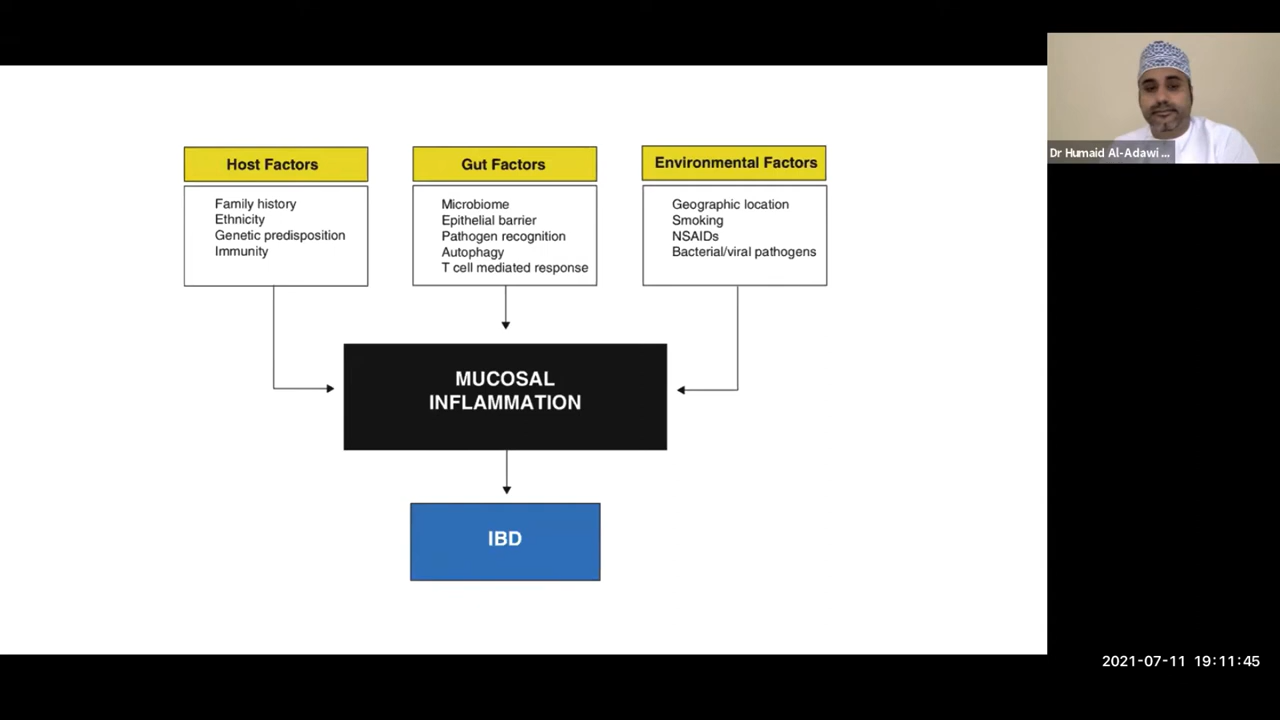 Host Factors
Family history
Ethnicity
Genetic predisposition
Immunity
Gut Factors
Microbiome
Epithelial barrier
Pathogen recognition
Autophagy
T cell mediated response
Environmental Factors
Geographic location
Smoking
NSAIDs
Bacterial/viral pathogens
MUCOSAL
INFLAMMATION
IBD
Dr Humaid Al-Adawi ...
2021-07-11 19:11:45